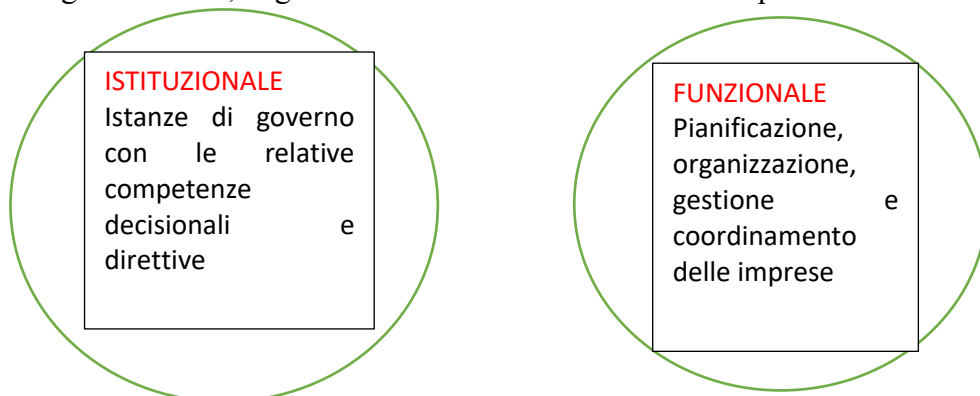 ISTITUZIONALE
Istanze di governo
con le relative
competenze
decisionali e
direttive
FUNZIONALE
Pianificazione,
organizzazione,
gestione e
coordinamento
delle imprese